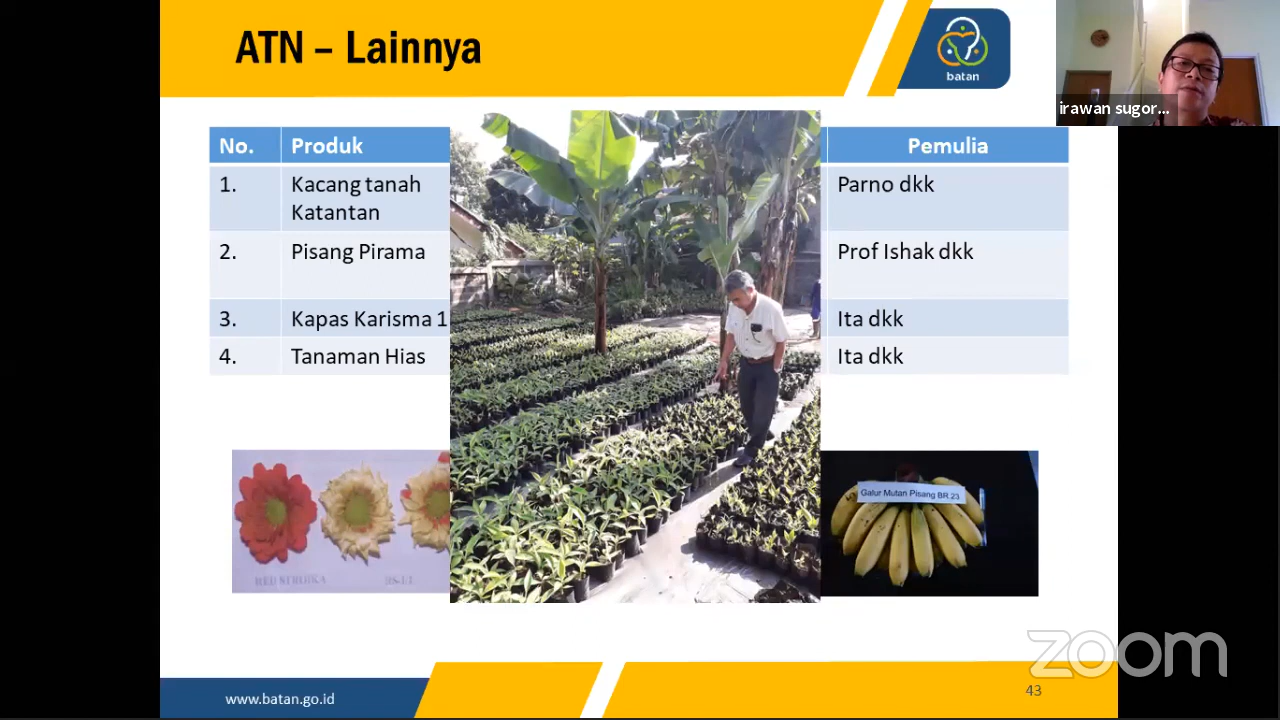 ATN – Lainnya
batan
irawan sugor...
No. Produk Pemulia
1. Kacang tanah Katantan Parno dkk
2. Pisang Pirama Prof Ishak dkk
3. Kapas Karisma 1 Ita dkk
4. Tanaman Hias Ita dkk
Galur Mutan Pisang BR 23
zoom
www.batan.go.id
43